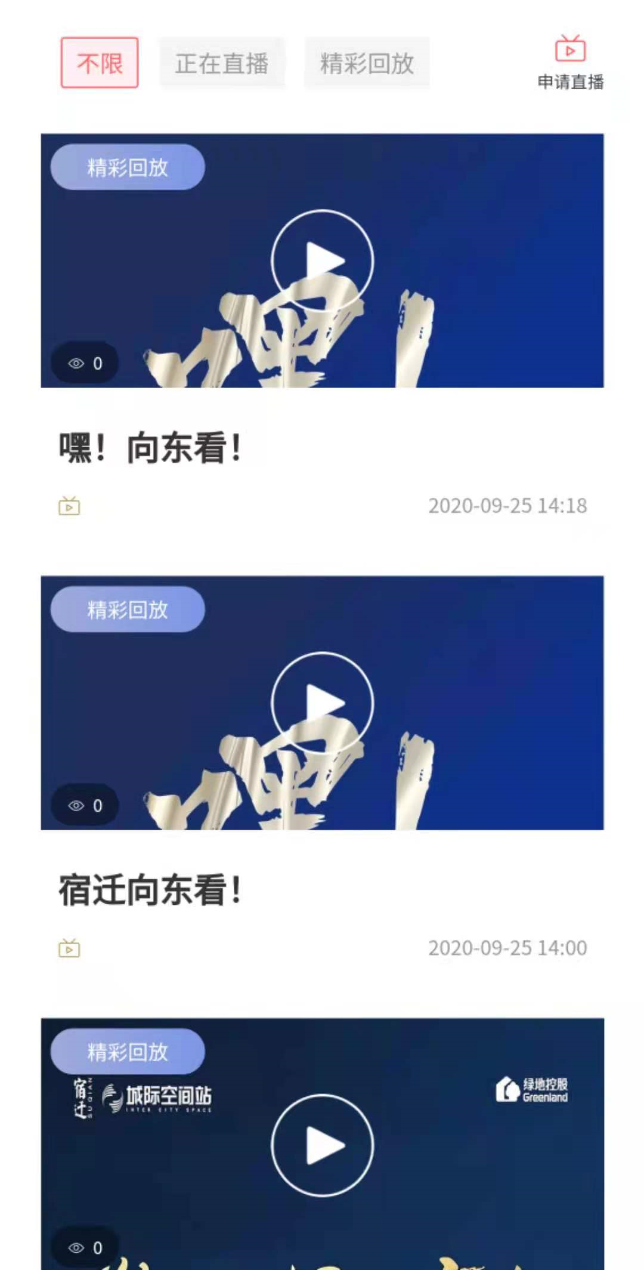 不限 正在直播 精彩回放
申请直播
精彩回放
嘿!
0
嘿！向东看！
2020-09-25 14:18
精彩回放
嘿!
0
宿迁向东看！
2020-09-25 14:00
精彩回放
宿迁 SUQIAN 城际空间站
INTER CITY SPACE
绿地控股
Greenland
0